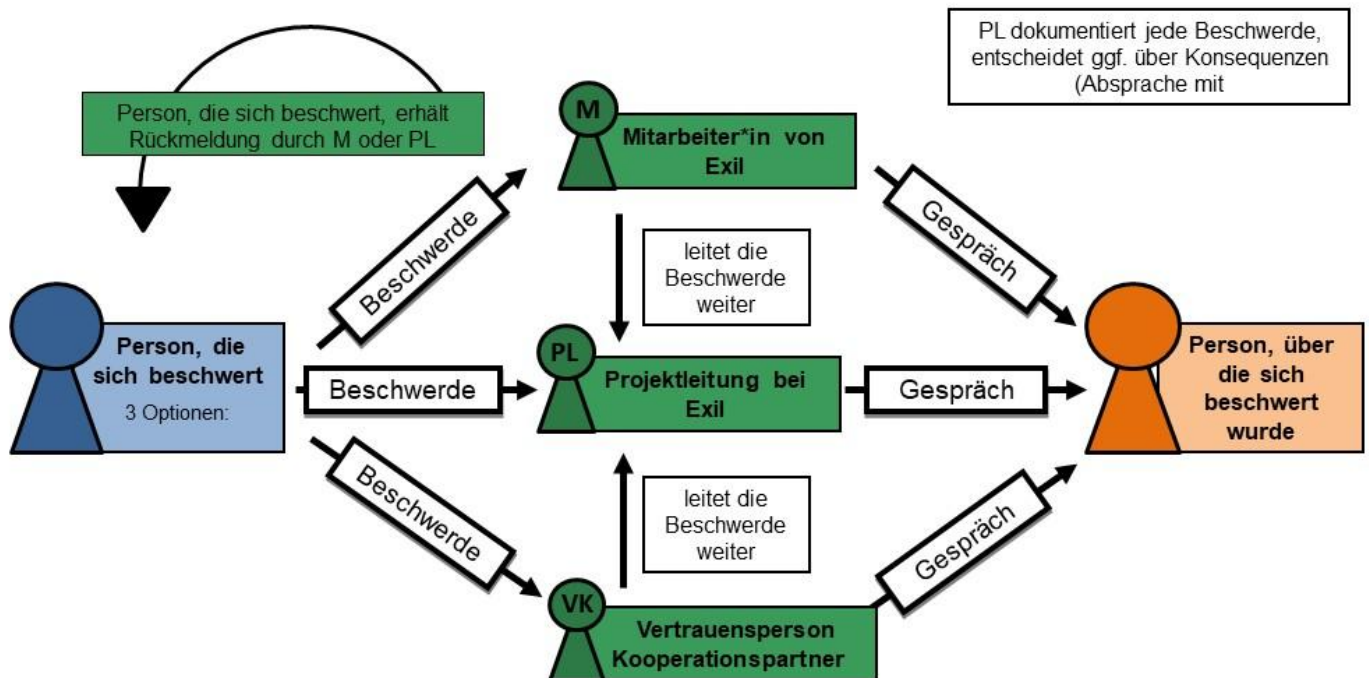 PL dokumentiert jede Beschwerde,
entscheidet ggf. über Konsequenzen
(Absprache mit
Person, die sich beschwert, erhält
Rückmeldung durch M oder PL
M
Mitarbeiter*in von
Exil
Beschwerde
Gespräch
leitet die
Beschwerde
weiter
Person, die
sich beschwert
3 Optionen:
Beschwerde
PL
Projektleitung bei
Exil
Gespräch
Person, über
die sich
beschwert
wurde
Beschwerde
leitet die
Beschwerde
weiter
Gespräch
VK
Vertrauensperson
Kooperationspartner